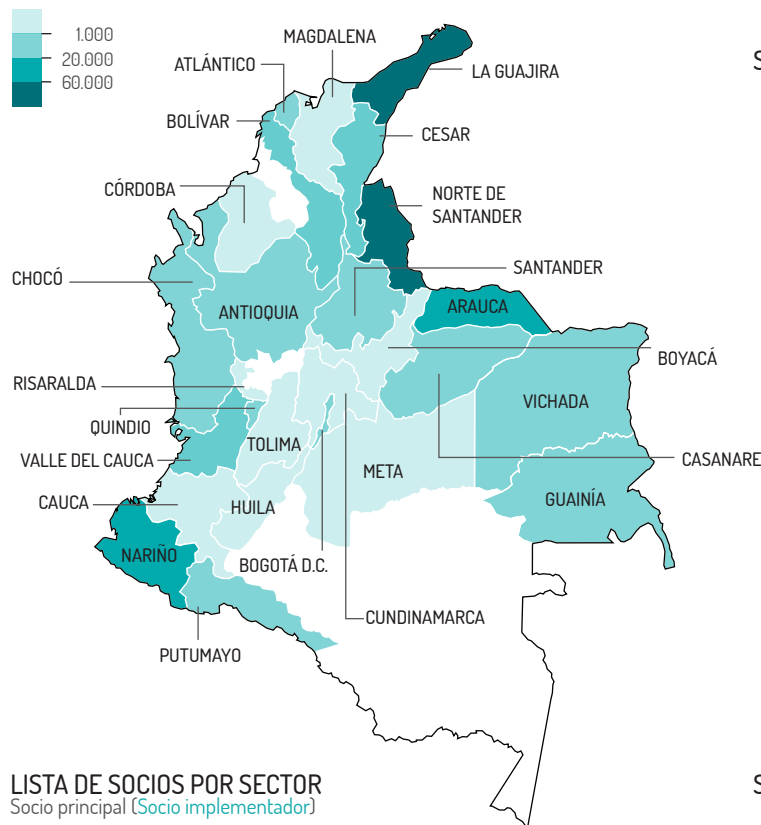 1.000
20.000
60.000
MAGDALENA
ATLÁNTICO
LA GUAJIRA
BOLÍVAR
CESAR
CÓRDOBA
NORTE DE
SANTANDER
CHOCÓ
SANTANDER
ANTIOQUIA
ARAUCA
BOYACÁ
RISARALDA
VICHADA
QUINDIO
TOLIMA
VALLE DEL CAUCA
META
CASANARE
CAUCA
HUILA
GUAINÍA
NARIÑO
BOGOTÁ D.C.
CUNDINAMARCA
PUTUMAYO
LISTA DE SOCIOS POR SECTOR
Socio principal (Socio implementador)
S
S